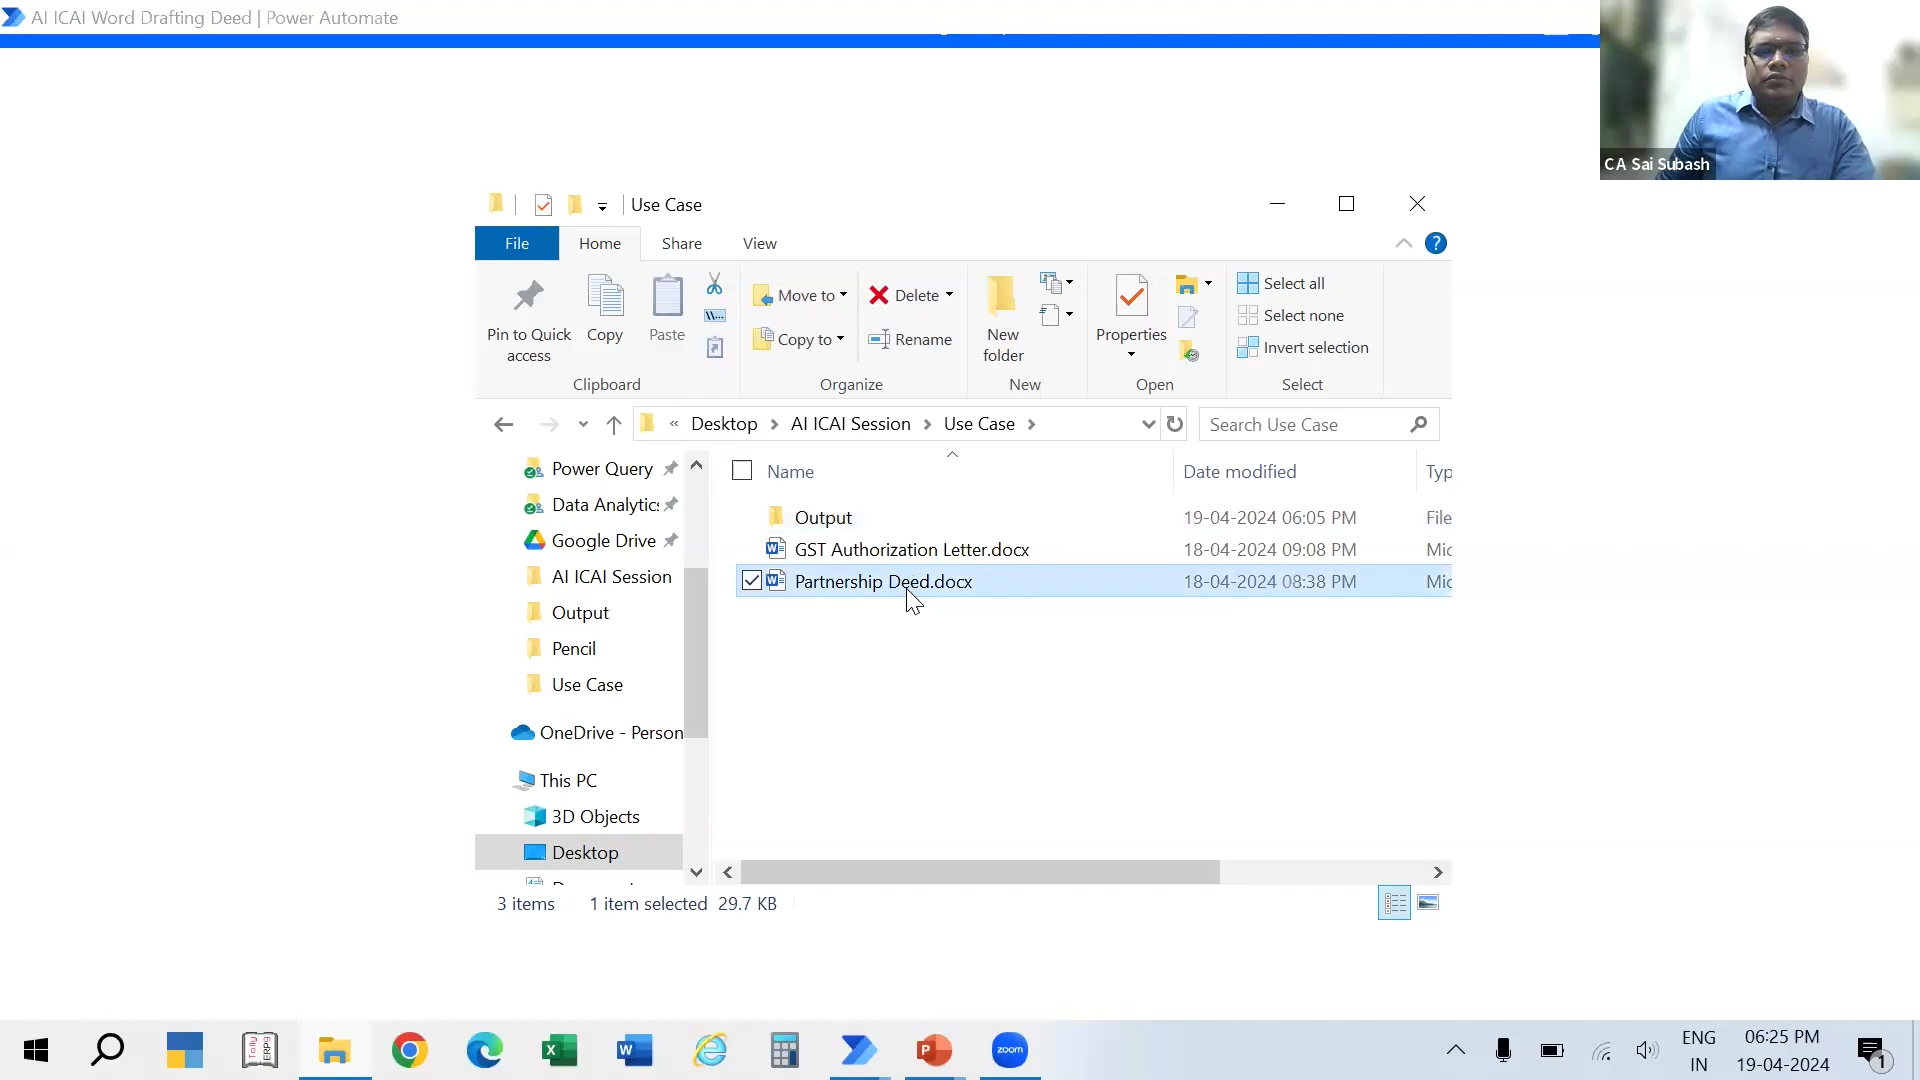 AI ICAI Word Drafting Deed | Power Automate
CA Sai Subash
Use Case
File Home Share View
Pin to Quick access
Copy
Paste
Move to
Copy to
Delete
Rename
New folder
Properties
Select all
Select none
Invert selection
Clipboard Organize New Open Select
« Desktop > AI ICAI Session > Use Case >
Search Use Case
Power Query
Data Analytics
Google Drive
AI ICAI Session
Output
Pencil
Use Case
OneDrive - Person
This PC
3D Objects
Desktop
Name Date modified Typ
Output 19-04-2024 06:05 PM File
GST Authorization Letter.docx 18-04-2024 09:08 PM Mic
Partnership Deed.docx 18-04-2024 08:38 PM Mic
3 items 1 item selected 29.7 KB
Tally ERP9
zoom
ENG
IN
06:25 PM
19-04-2024
1